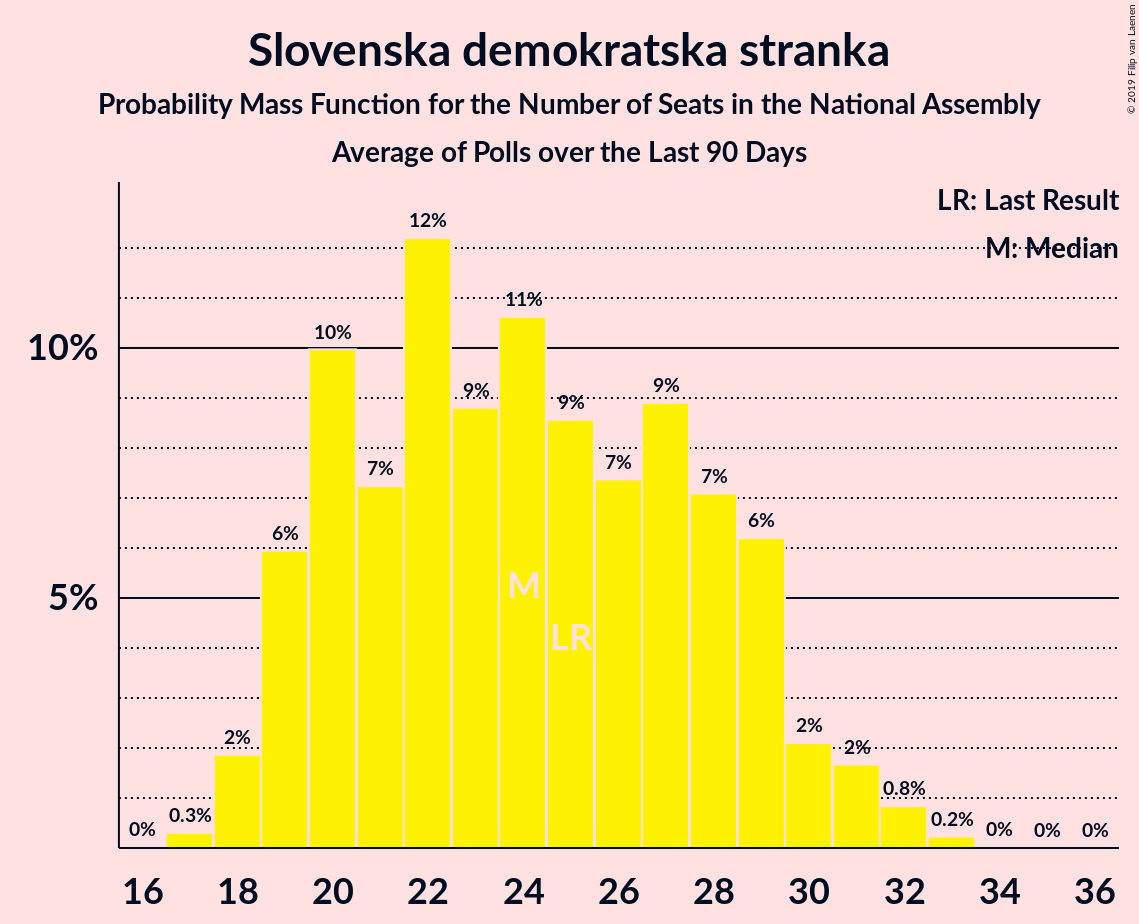 Slovenska demokratska stranka
Probability Mass Function for the Number of Seats in the National Assembly
Average of Polls over the Last 90 Days
© 2019 Filip van Laenen
LR: Last Result
M: Median
10%
5%
0%
0.3%
2%
6%
10%
7%
12%
9%
11%
9%
7%
9%
7%
6%
2%
2%
0.8%
0.2%
0%
0%
0%
M
LR
16 18 20 22 24 26 28 30 32 34 36